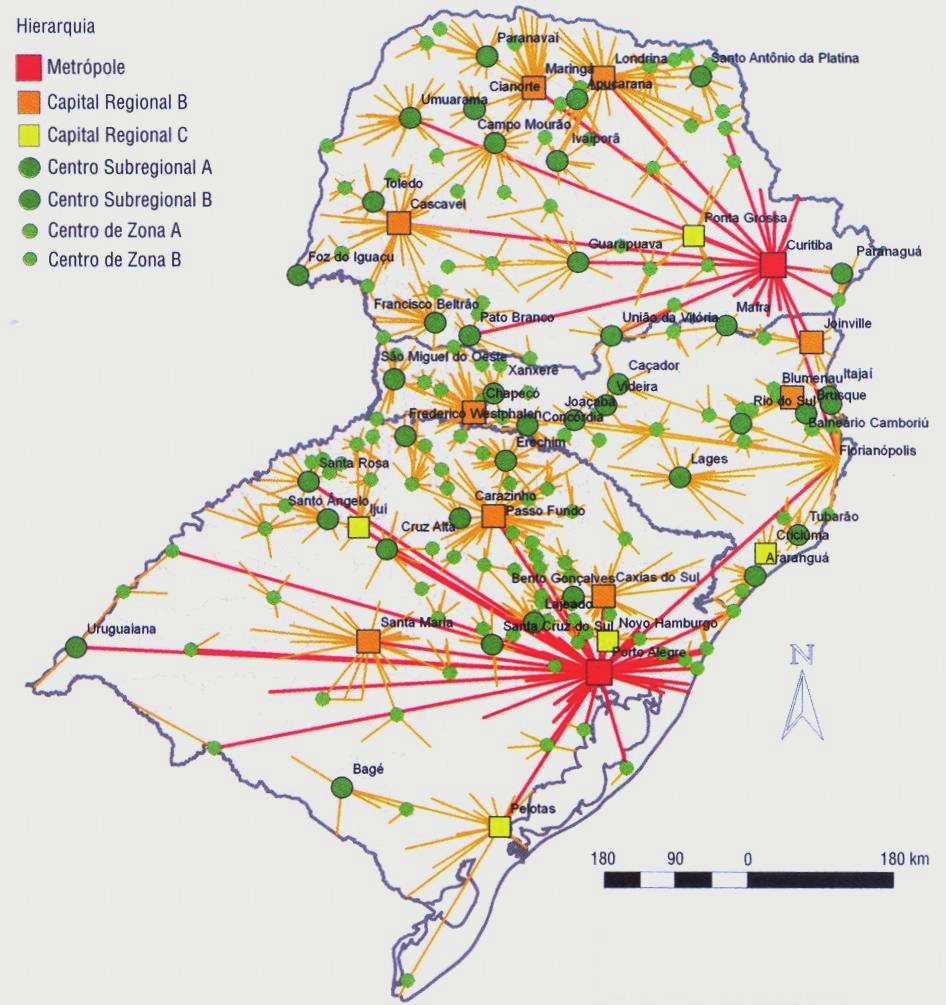 Hierarquia
Metrópole
Capital Regional B
Capital Regional C
Centro Subregional A
Centro Subregional B
Centro de Zona A
Centro de Zona B
Paranavaí
Londrina
Santo Antônio da Platina
Maringá
Cianorte
Apucarana
Umuarama
Campo Mourão
Ivaiporã
Toledo
Cascavel
Ponta Grossa
Guarapuava
Curitiba
Paranaguá
Foz do Iguaçu
Francisco Beltrão
Pato Branco
União da Vitória
Mafra
Joinville
São Miguel do Oeste
Xanxerê
Caçador
Chapecó
Videira
Blumenau
Itajaí
Joaçaba
Rio do Sul
Brusque
Frederico Westphalen
Concórdia
Balneário Camboriú
Erechim
Florianópolis
Santa Rosa
Lages
Carazinho
Santo Ângelo
Ijuí
Passo Fundo
Tubarão
Cruz Alta
Criciúma
Araranguá
Bento Gonçalves
Caxias do Sul
Lajeado
Uruguaiana
Santa Maria
Santa Cruz do Sul
Novo Hamburgo
Porto Alegre
N
Bagé
Pelotas
180 90 0 180 km